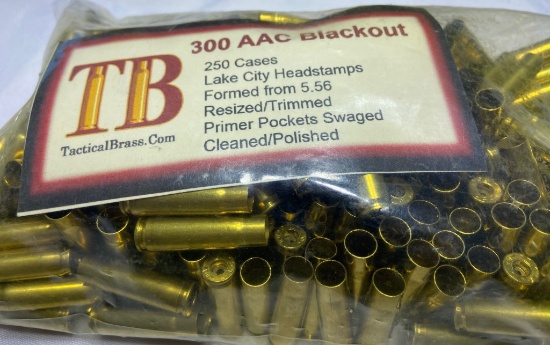 300 AAC Blackout
250 Cases
Lake City Headstamps
Formed from 5.56
Resized/Trimmed
Primer Pockets Swaged
Cleaned/Polished
TB
TacticalBrass.Com